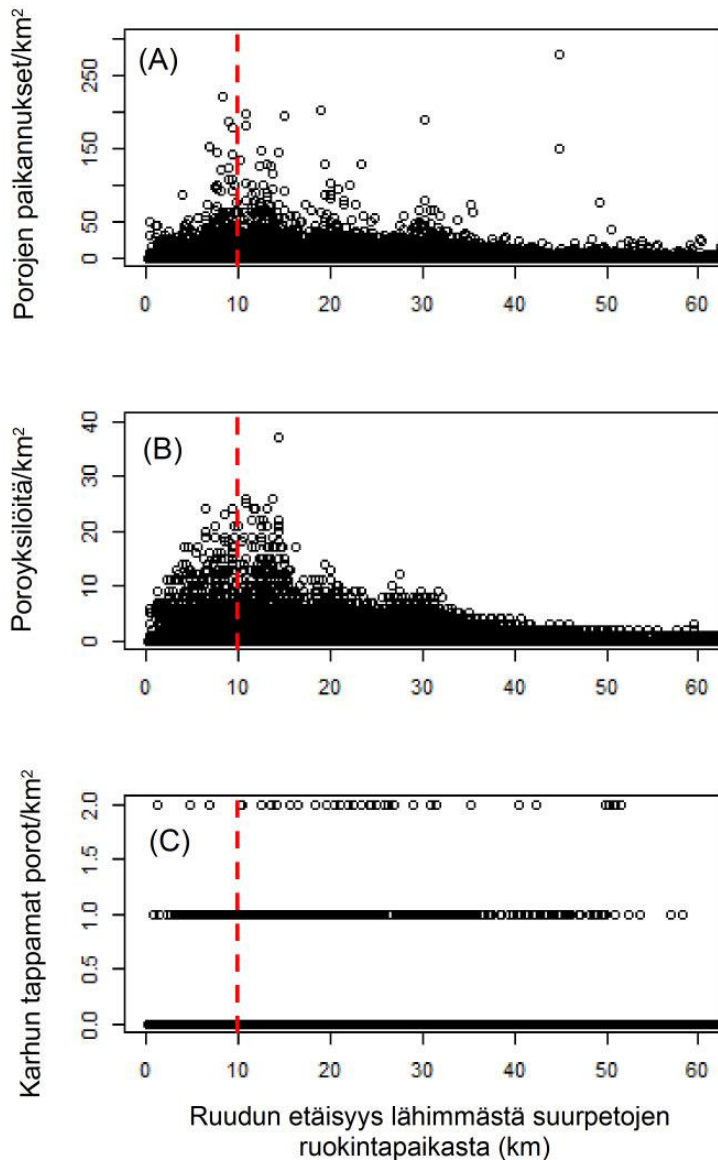 (A)
Porojen paikannukset/km²
250
150
50
0
0 10 20 30 40 50 60
(B)
Poroyksilöitä/km²
40
30
20
10
0
0 10 20 30 40 50 60
(C)
Karhun tappamat porot/km²
2.0
1.5
1.0
0.5
0.0
0 10 20 30 40 50 60
Ruudun etäisyys lähimmästä suurpetojen
ruokintapaikasta (km)